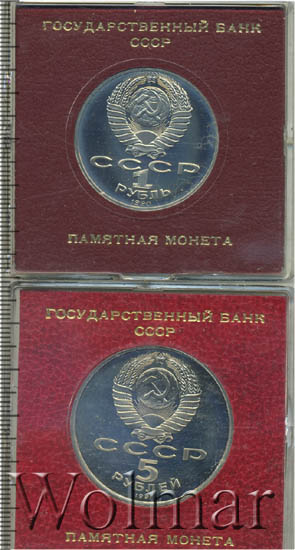 ГОСУДАРСТВЕННЫЙ БАНК
СССР
СССР
1
РУБЛЬ
1990
ПАМЯТНАЯ МОНЕТА
ГОСУДАРСТВЕННЫЙ БАНК
СССР
СССР
5
РУБЛЕЙ
Wolmar
ПАМЯТНАЯ МОНЕТА